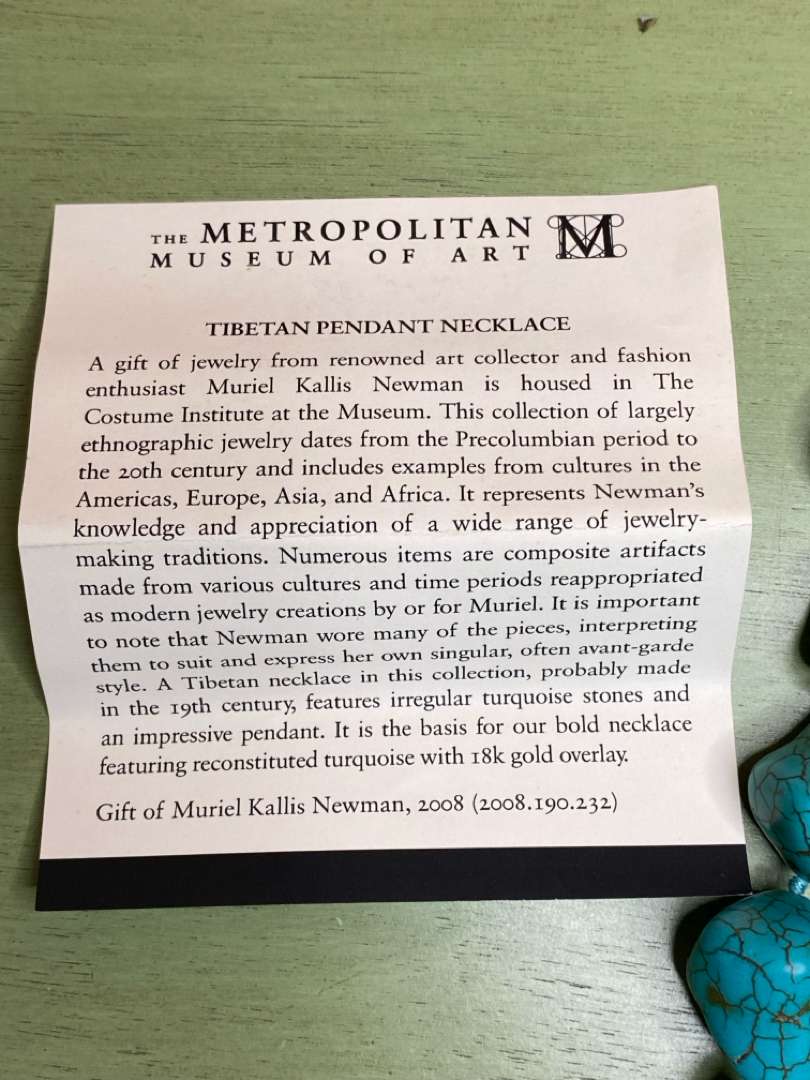 THE METROPOLITAN
MUSEUM OF ART
M
TIBETAN PENDANT NECKLACE
A gift of jewelry from renowned art collector and fashion
enthusiast Muriel Kallis Newman is housed in The
Costume Institute at the Museum. This collection of largely
ethnographic jewelry dates from the Precolumbian period to
the 20th century and includes examples from cultures in the
Americas, Europe, Asia, and Africa. It represents Newman's
knowledge and appreciation of a wide range of jewelry-
making traditions. Numerous items are composite artifacts
made from various cultures and time periods reappropriated
as modern jewelry creations by or for Muriel. It is important
to note that Newman wore many of the pieces, interpreting
them to suit and express her own singular, often avant-garde
style. A Tibetan necklace in this collection, probably made
in the 19th century, features irregular turquoise stones and
an impressive pendant. It is the basis for our bold necklace
featuring reconstituted turquoise with 18k gold overlay.
Gift of Muriel Kallis Newman, 2008 (2008.190.232)